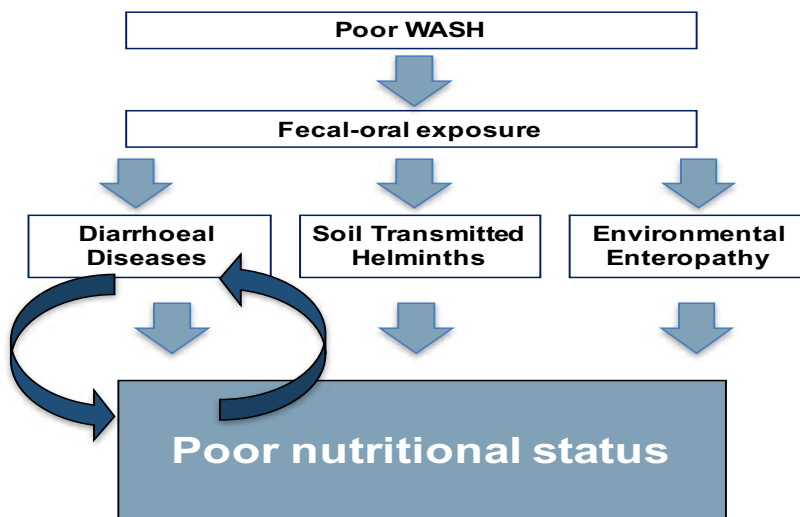 Poor WASH
Fecal-oral exposure
Diarrhoeal
Diseases
Soil Transmitted
Helminths
Environmental
Enteropathy
Poor nutritional status